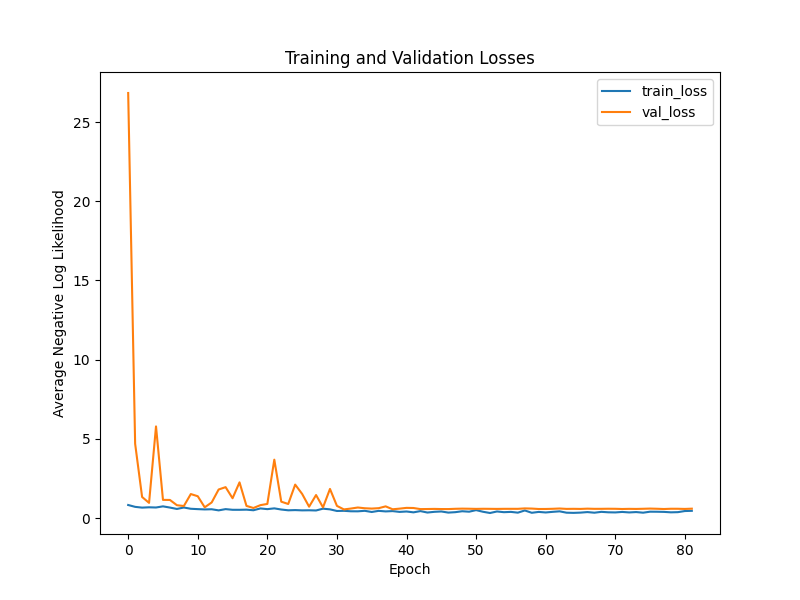 Training and Validation Losses
train_loss
val_loss
Average Negative Log Likelihood
25
20
15
10
5
0
0 10 20 30 40 50 60 70 80
Epoch